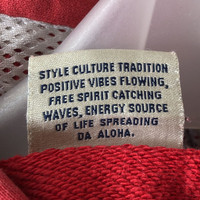 STYLE CULTURE TRADITION
POSITIVE VIBES FLOWING,
FREE SPIRIT CATCHING
WAVES, ENERGY SOURCE
OF LIFE SPREADING
DA ALOHA.